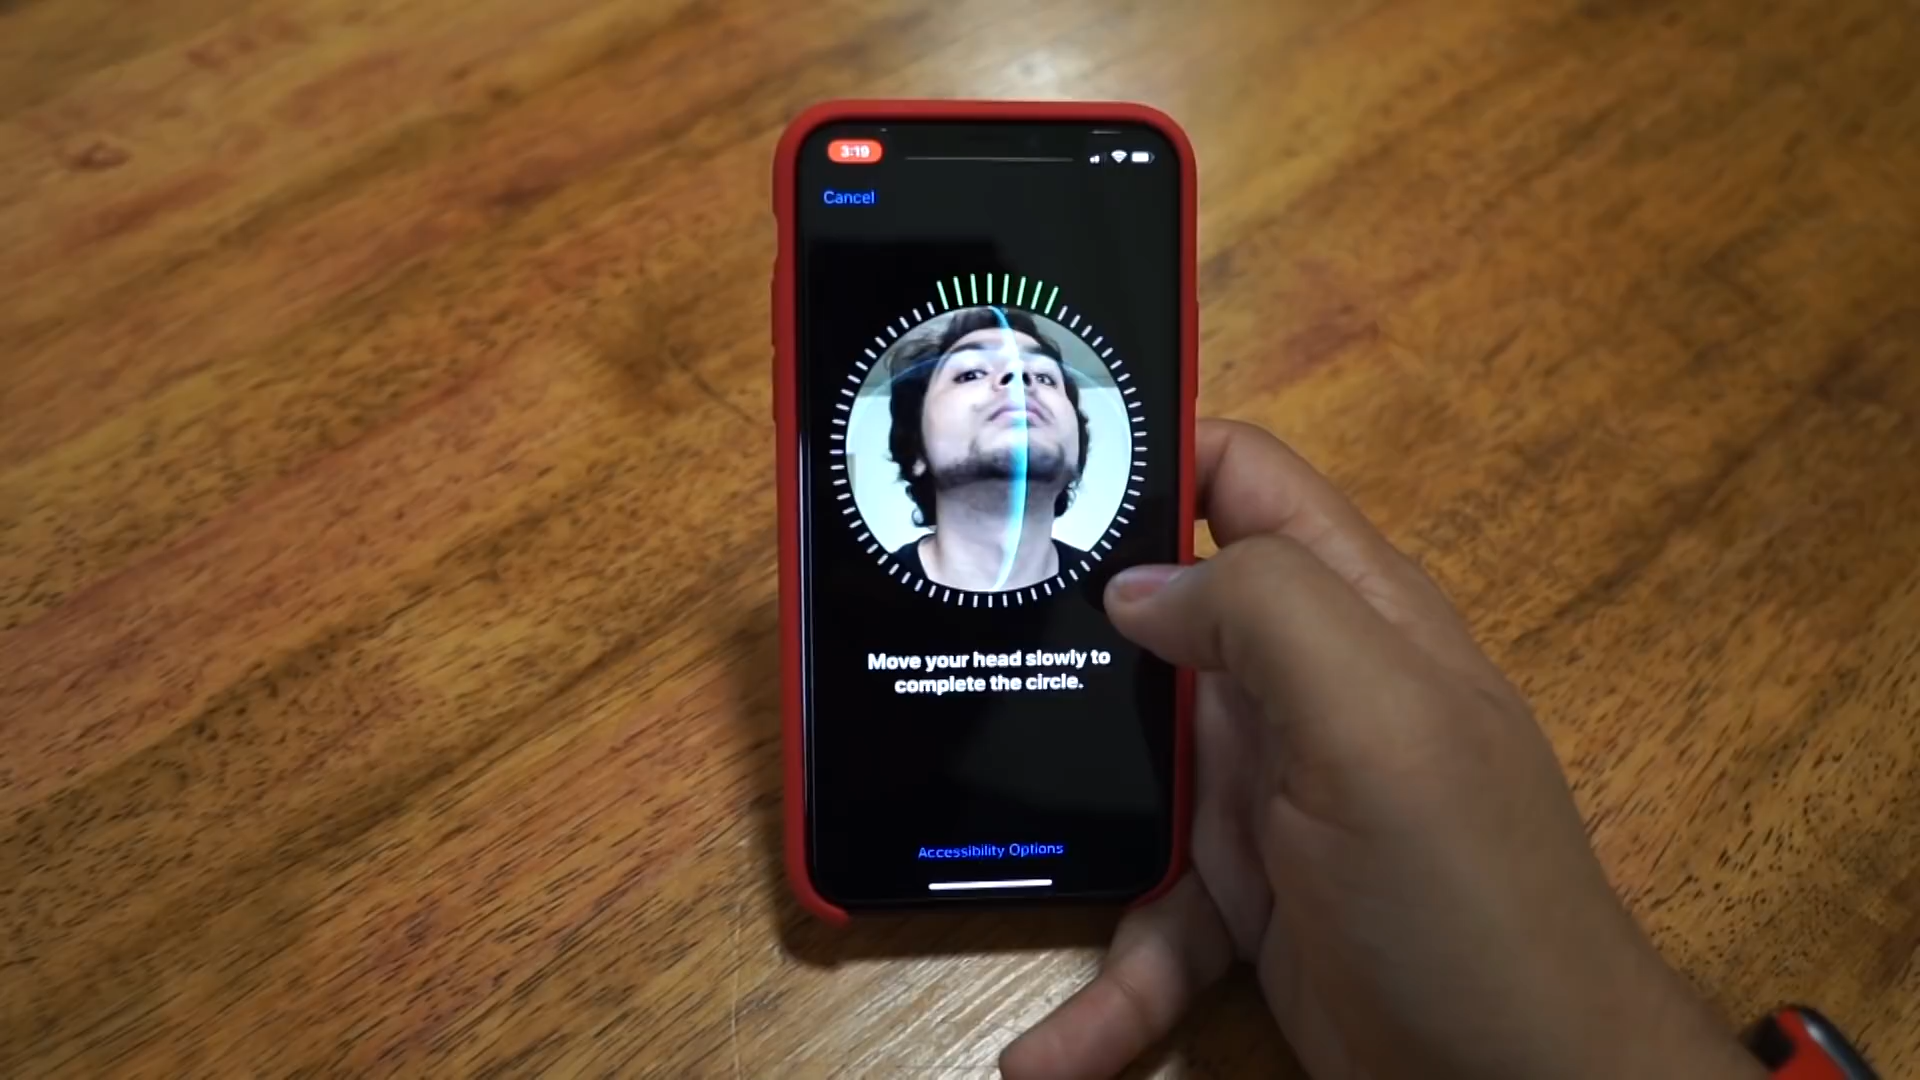 3:19
Cancel
Move your head slowly to
complete the circle.
Accessibility Options